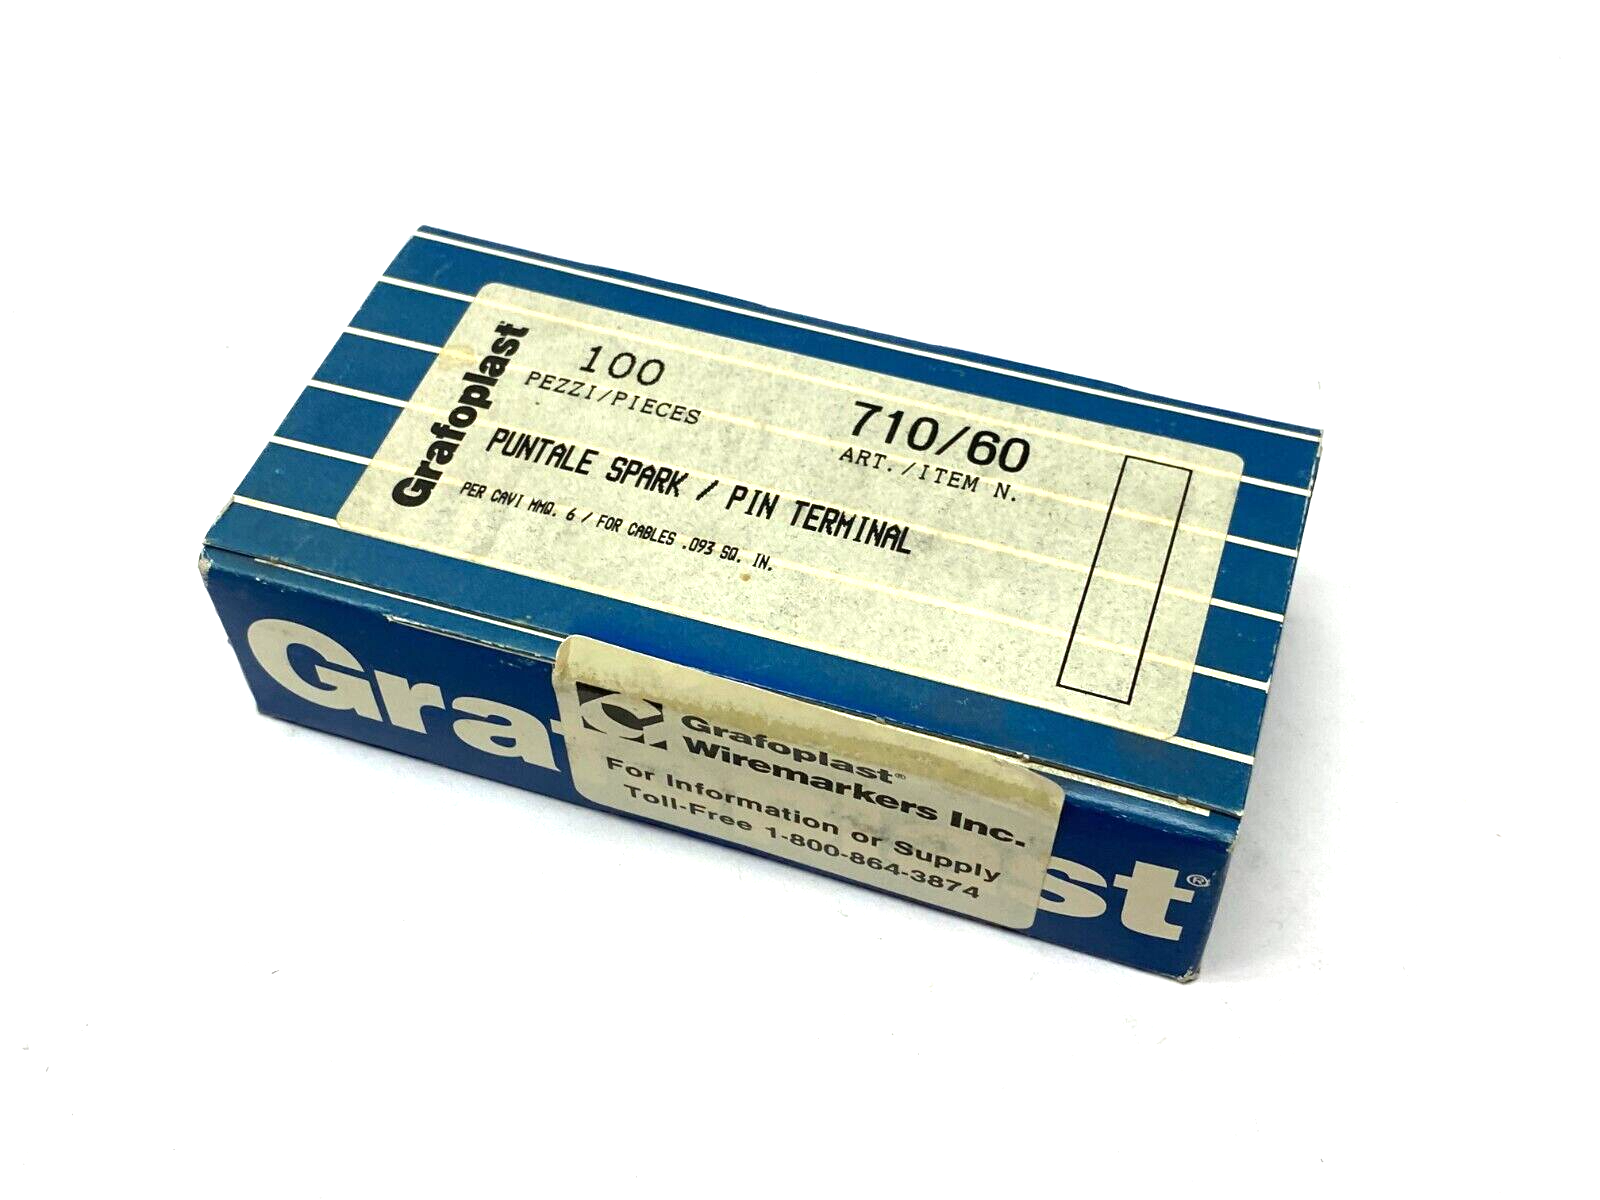 Grafoplast
100
PEZZI/PIECES
710/60
ART./ITEM N.
PUNTALE SPARK / PIN TERMINAL
PER CAVI MMQ. 6 / FOR CABLES .093 SQ. IN.
Graf st®
Grafoplast®
Wiremarkers Inc.
For Information or Supply
Toll-Free 1-800-864-3874